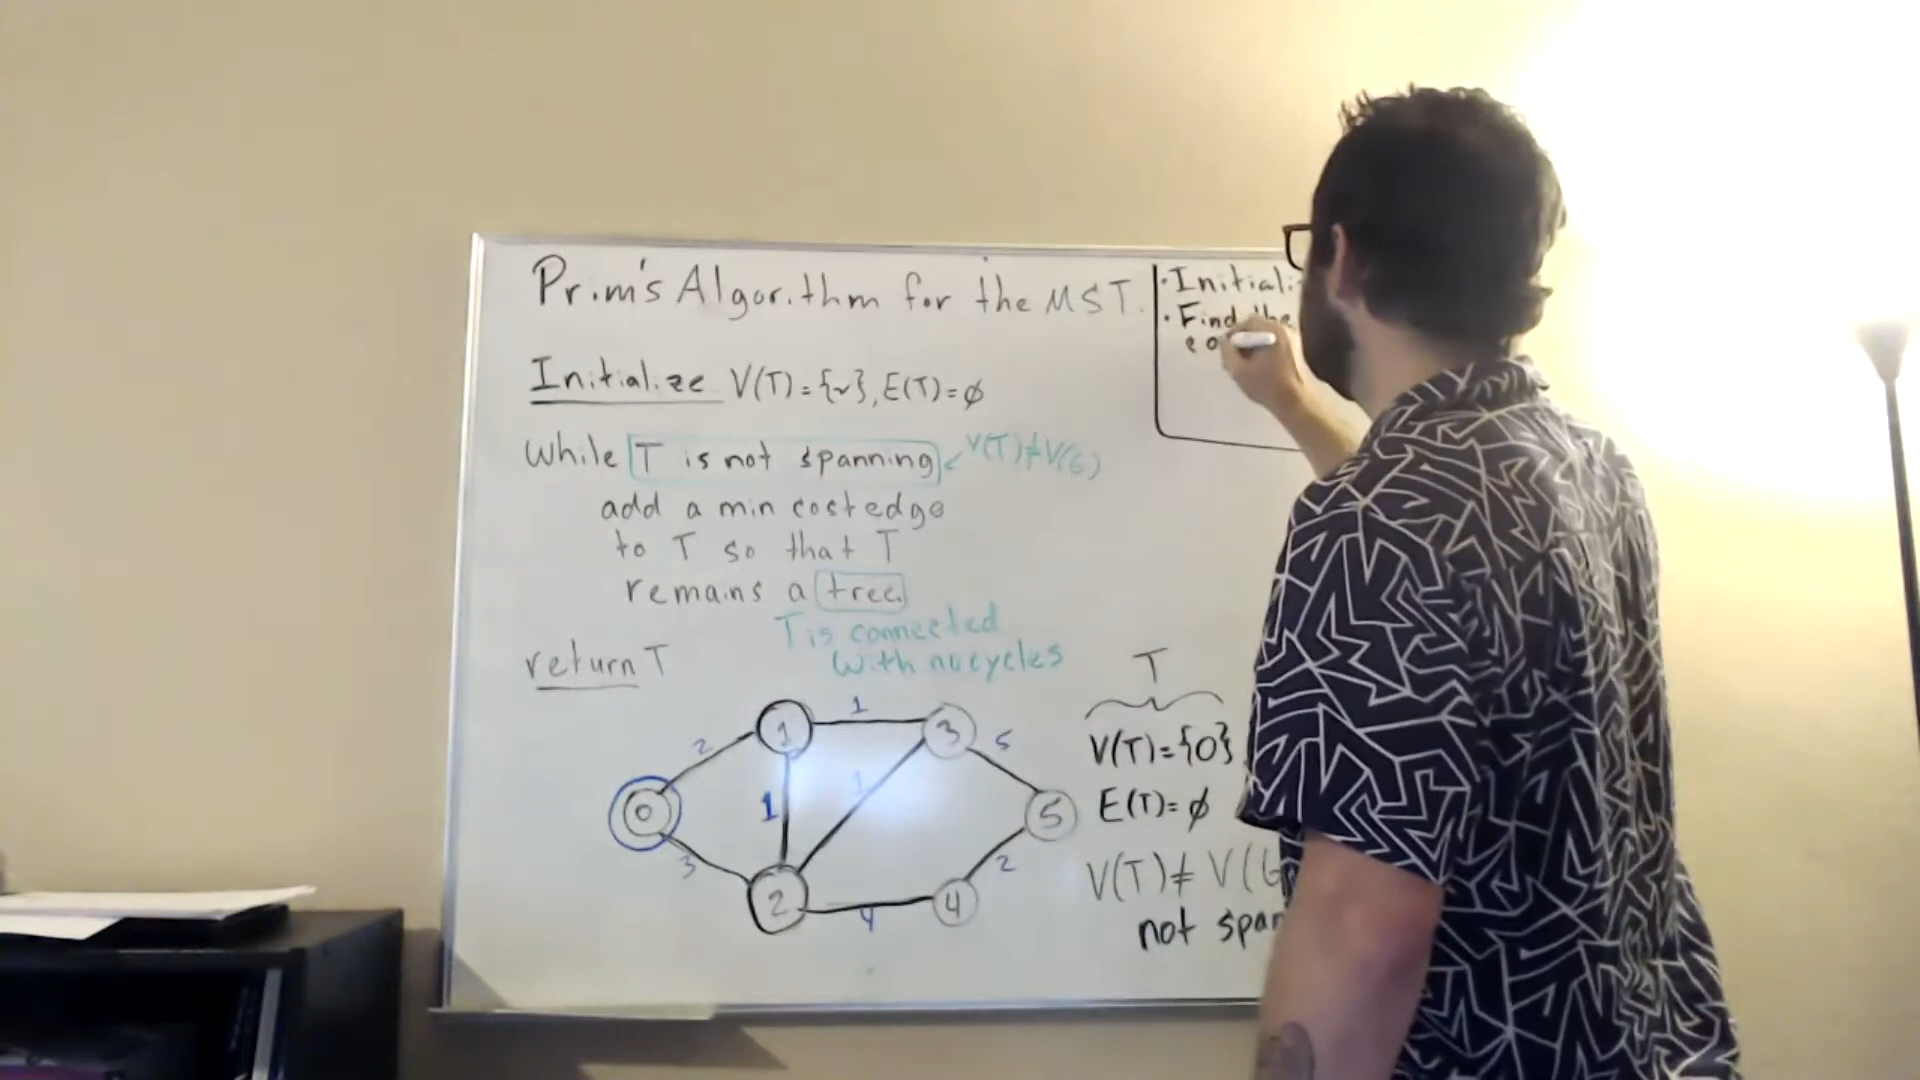 Prim's Algorithm for the MST.
Initialize V(T)={v}, E(T)=∅
While T is not spanning V(T)≠V(G)
add a min cost edge
to T so that T
remains a tree.
T is connected
with no cycles
return T
· Initiali
· Find the
T
V(T)={0}
E(T)=∅
V(T)≠V(G
not span
0
1
2
3
4
5
2
3
1
1
1
5
4
2